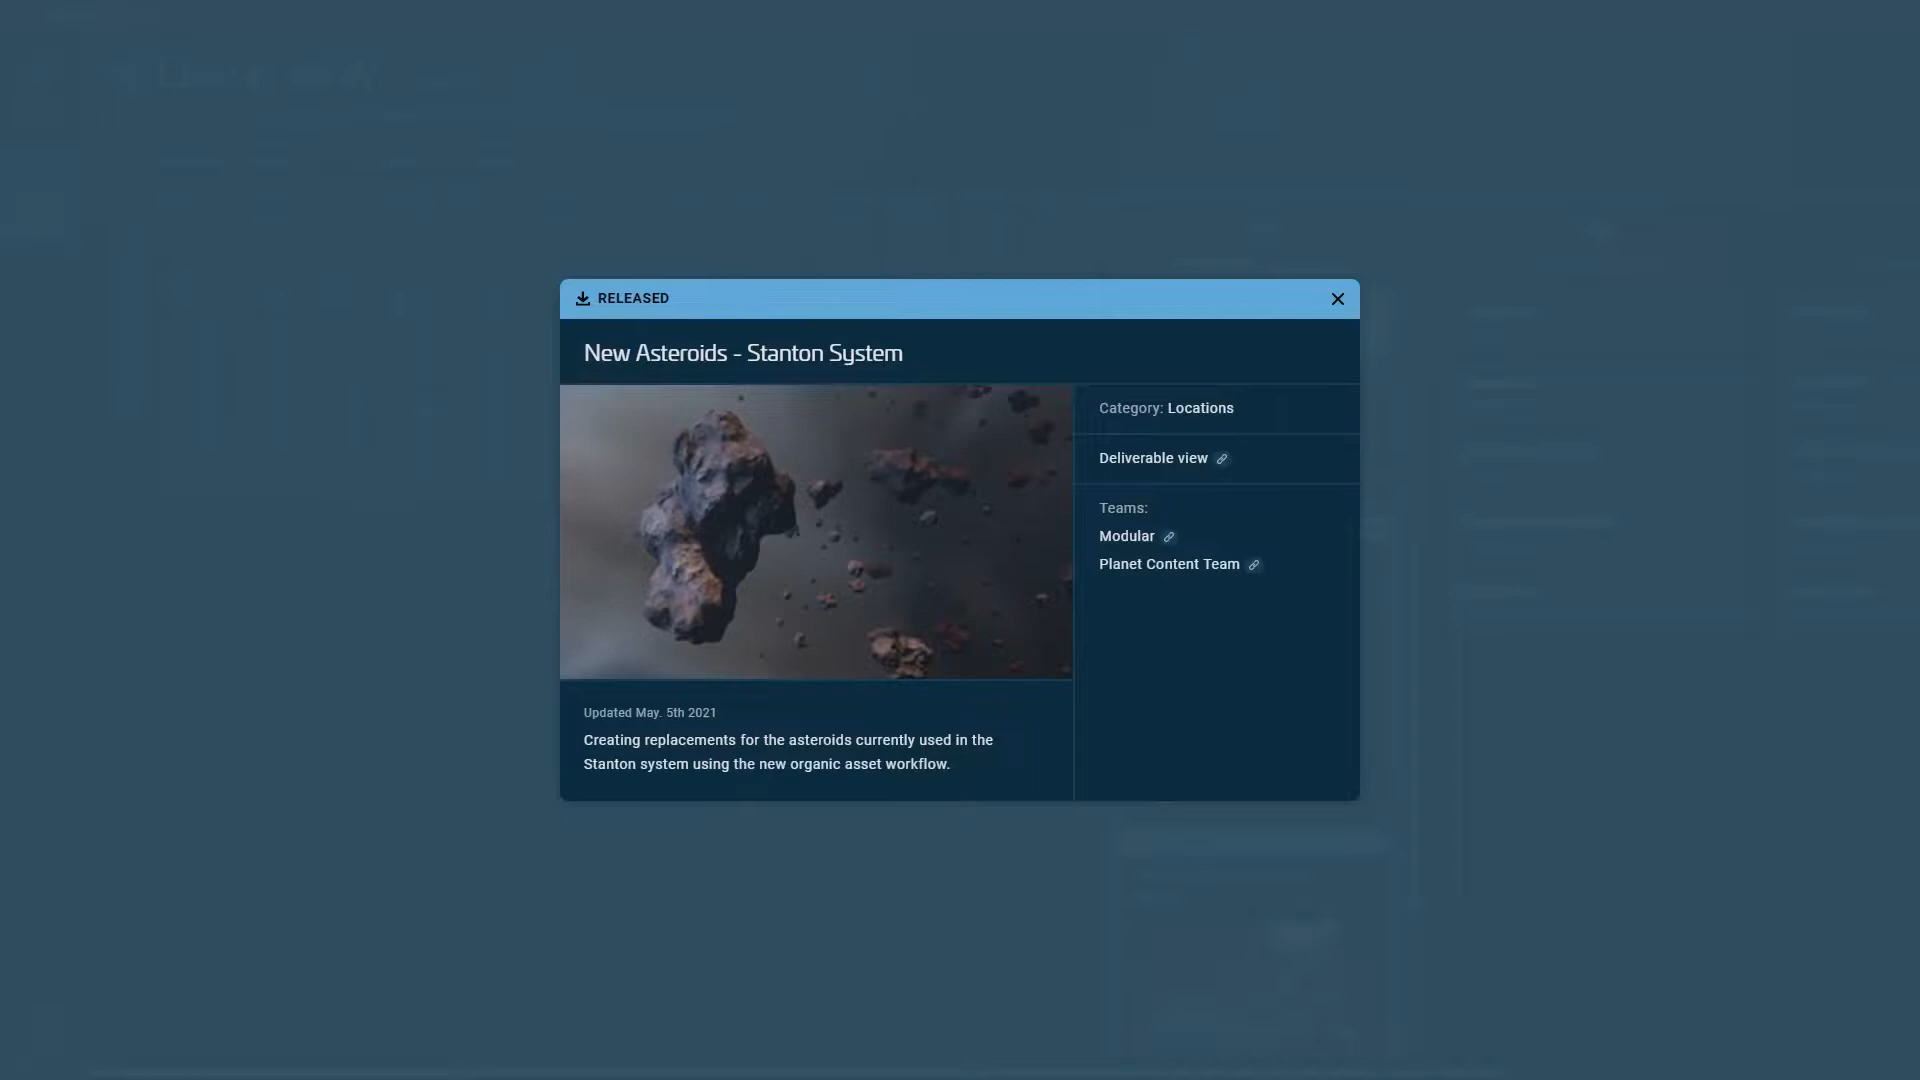 RELEASED
New Asteroids - Stanton System
Category: Locations
Deliverable view
Teams:
Modular
Planet Content Team
Updated May. 5th 2021
Creating replacements for the asteroids currently used in the
Stanton system using the new organic asset workflow.